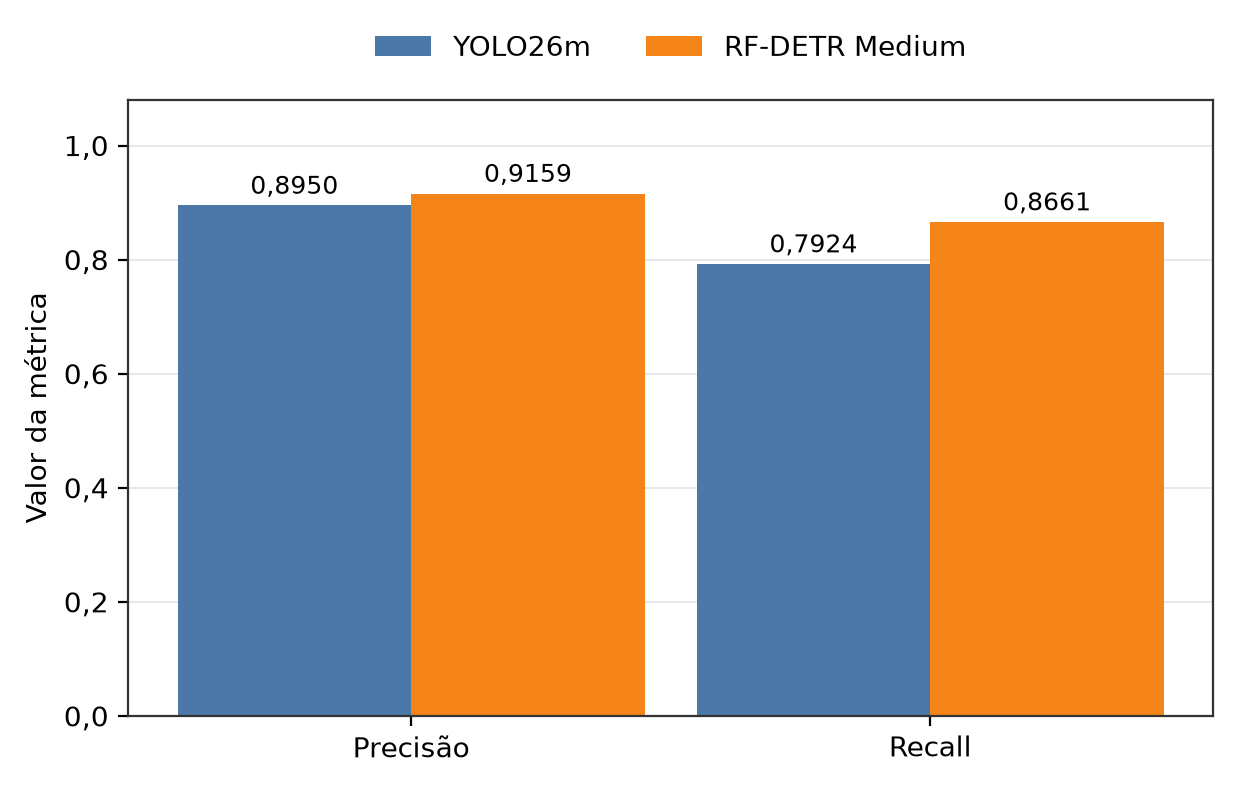 YOLO26m RF-DETR Medium
Valor da métrica
1,0
0,8
0,6
0,4
0,2
0,0
0,8950
0,9159
0,7924
0,8661
Precisão
Recall